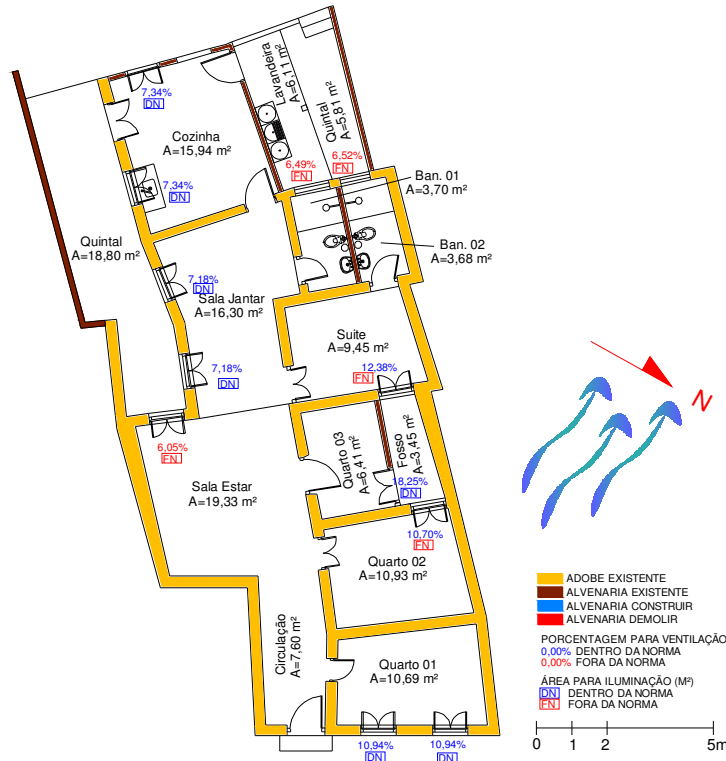 7,34%
DN
Cozinha
A=15,94 m²
7,34%
DN
Lavandeira
A=6,11 m²
Quintal
A=5,81 m²
6,49%
FN
6,52%
FN
Ban. 01
A=3,70 m²
Ban. 02
A=3,68 m²
Quintal
A=18,80 m²
7,18%
DN
Sala Jantar
A=16,30 m²
7,18%
DN
Suite
A=9,45 m²
12,38%
FN
6,05%
FN
Sala Estar
A=19,33 m²
Quarto 03
A=6,41 m²
Fosso
A=3,45 m²
18,25%
DN
10,70%
FN
Quarto 02
A=10,93 m²
Circulação
A=7,60 m²
Quarto 01
A=10,69 m²
10,94%
DN
10,94%
DN
N
ADOBE EXISTENTE
ALVENARIA EXISTENTE
ALVENARIA CONSTRUIR
ALVENARIA DEMOLIR
PORCENTAGEM PARA VENTILAÇÃO
0,00% DENTRO DA NORMA
0,00% FORA DA NORMA
ÁREA PARA ILUMINAÇÃO (M²)
DN DENTRO DA NORMA
FN FORA DA NORMA
0 1 2 5m